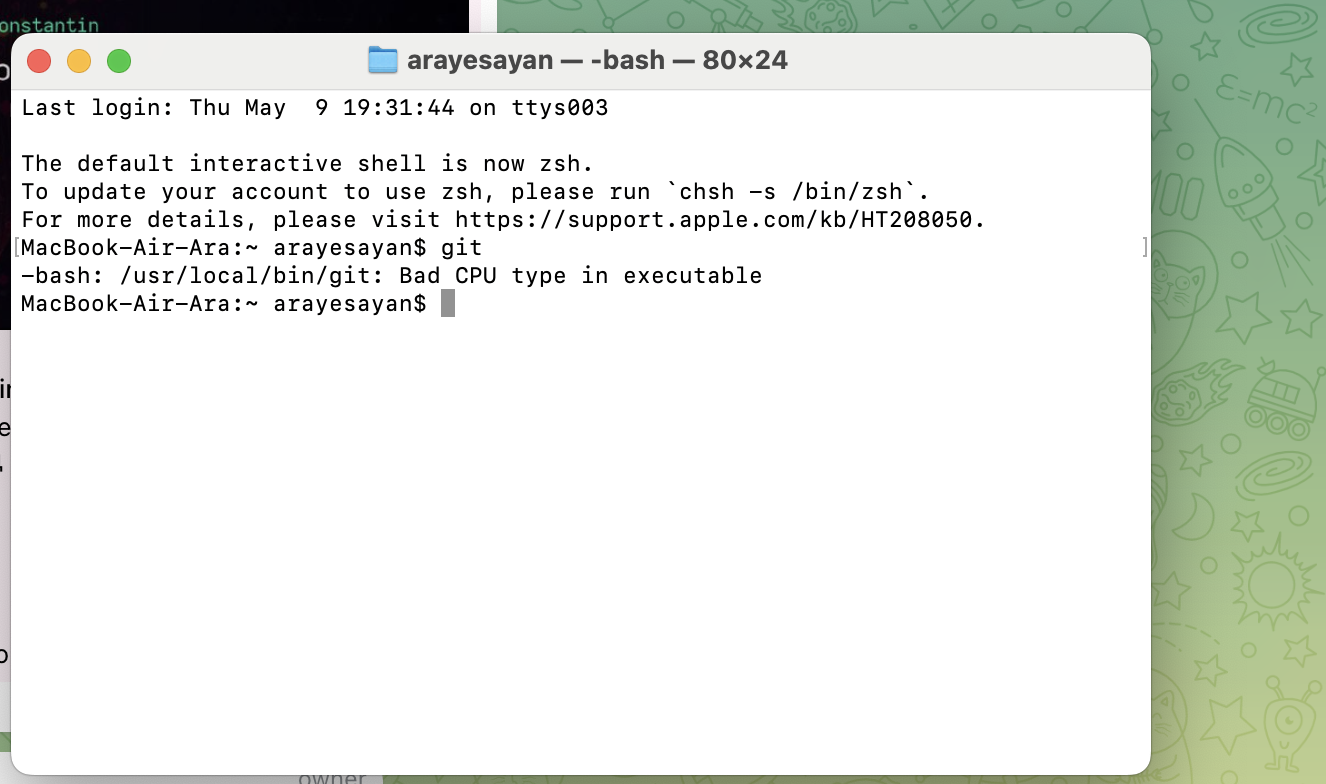 onstantin
arayesayan — -bash — 80×24
Last login: Thu May  9 19:31:44 on ttys003
The default interactive shell is now zsh.
To update your account to use zsh, please run `chsh -s /bin/zsh`.
For more details, please visit https://support.apple.com/kb/HT208050.
[MacBook-Air-Ara:~ arayesayan$ git ]
-bash: /usr/local/bin/git: Bad CPU type in executable
MacBook-Air-Ara:~ arayesayan$
owner
ε=mc²